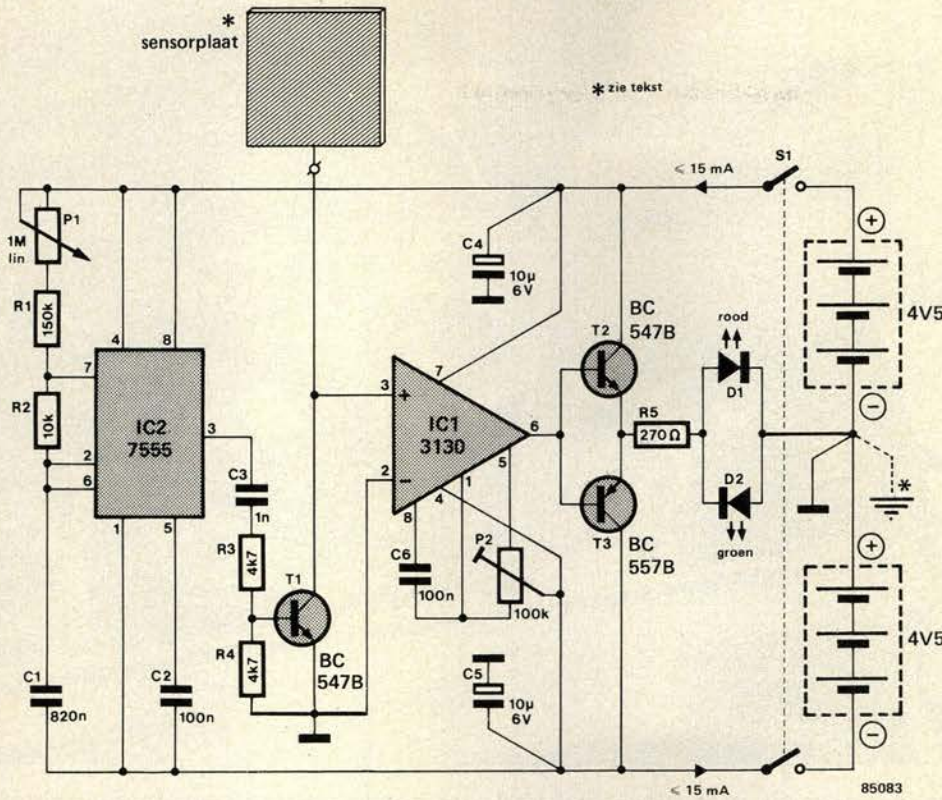 *
sensorplaat
* zie tekst
≤ 15 mA
S1
P1
1M
lin
R1
150k
R2
10k
4
8
7
2
6
3
1
5
IC2
7555
C1
820n
C2
100n
C3
1n
R3
4k7
R4
4k7
T1
BC
547B
C4
10µ
6V
3
+
2
−
7
IC1
3130
6
5
1
4
8
C6
100n
P2
100k
C5
10µ
6V
T2
BC
547B
T3
BC
557B
R5
270Ω
rood
D1
D2
groen
+
4V5
−
*
+
4V5
−
≤ 15 mA
85083